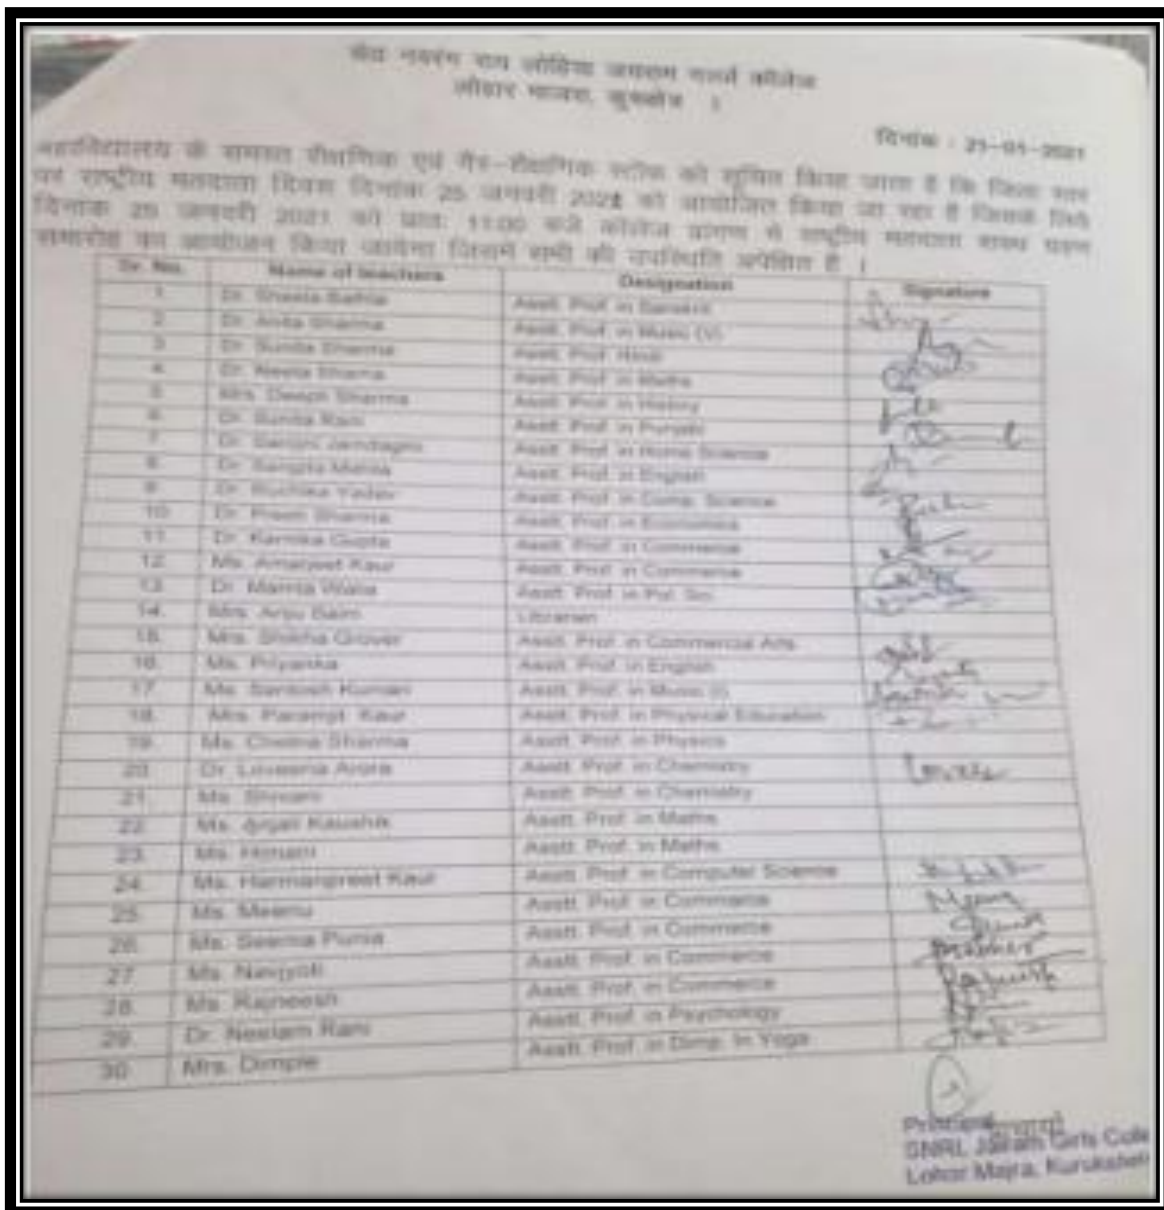 सेठ नवरंग राय लोहिया जयराम गर्ल्ज कॉलेज
लोहार माजरा, कुरुक्षेत्र ।
दिनांक : 21-01-2021
महाविद्यालय के समस्त शैक्षणिक एवं गैर-शैक्षणिक स्टॉफ को सूचित किया जाता है कि जिला स्तर
पर राष्ट्रीय मतदाता दिवस दिनांक 25 जनवरी 2021 को आयोजित किया जा रहा है जिसके लिये
दिनांक 25 जनवरी 2021 को प्रातः 11:00 बजे कॉलेज प्रांगण में राष्ट्रीय मतदाता शपथ ग्रहण
समारोह का आयोजन किया जायेगा जिसमें सभी की उपस्थिति अपेक्षित है ।
Sr. No. Name of teachers Designation Signature
1. Dr. Sheela Asstt. Prof. in Sanskrit
2. Dr. Anita Sharma Asstt. Prof. in Music (V)
3. Dr. Sunita Sharma Asstt. Prof. Hindi
4. Dr. Neeta Sharma Asstt. Prof. in Maths
5. Mrs. Deepti Sharma Asstt. Prof. in History
6. Dr. Sunita Rani Asstt. Prof. in Punjabi
7. Dr. Jamdagni Asstt. Prof. in Home Science
8. Dr. Sangita Mehta Asstt. Prof. in English
9. Dr. Ruchika Yadav Asstt. Prof. in Comp. Science
10. Dr. Preeti Sharma Asstt. Prof. in Economics
11. Dr. Karnika Gupta Asstt. Prof. in Commerce
12. Ms. Amarjeet Kaur Asstt. Prof. in Commerce
13. Dr. Mamta Walia Asstt. Prof. in Pol. Sci.
14. Mrs. Anju Saini Librarian
15. Mrs. Shikha Grover Asstt. Prof. in Commercial Arts
16. Ms. Priyanka Asstt. Prof. in English
17. Ms. Santosh Kumari Asstt. Prof. in Music (I)
18. Mrs. Paramjit Kaur Asstt. Prof. in Physical Education
19. Ms. Sharma Asstt. Prof. in Physics
20. Dr. Loveena Arora Asstt. Prof. in Chemistry
21. Ms. Shivani Asstt. Prof. in Chemistry
22. Ms. Anjali Kaushik Asstt. Prof. in Maths
23. Ms. Himani Asstt. Prof. in Maths
24. Ms. Harmanpreet Kaur Asstt. Prof. in Computer Science
25. Ms. Meenu Asstt. Prof. in Commerce
26. Ms. Seema Punia Asstt. Prof. in Commerce
27. Ms. Navjyoti Asstt. Prof. in Commerce
28. Ms. Rajneesh Asstt. Prof. in Commerce
29. Dr. Neelam Rani Asstt. Prof. in Psychology
30. Mrs. Dimple Asstt. Prof. in Dimp. In Yoga
Principal
SNRL Jairam Girls Colle
Lohar Majra, Kurukshetr